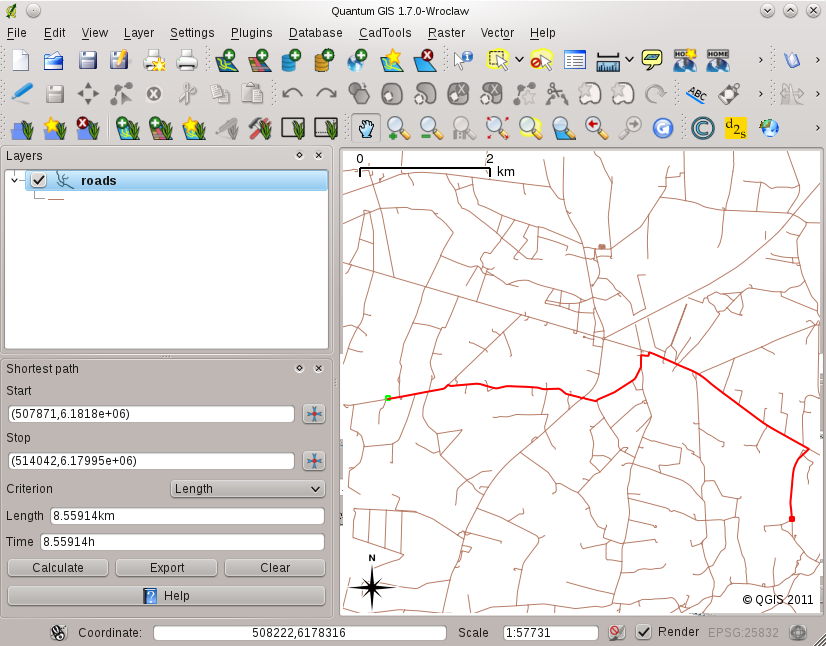 Quantum GIS 1.7.0-Wroclaw
File Edit View Layer Settings Plugins Database CadTools Raster Vector Help
HOME
ABC
d2s
Layers
roads
Shortest path
Start
(507871,6.1818e+06)
Stop
(514042,6.17995e+06)
Criterion Length
Length 8.55914km
Time 8.55914h
Calculate Export Clear
Help
0 2
km
N
© QGIS 2011
Coordinate: 508222,6178316 Scale 1:57731 Render EPSG:25832